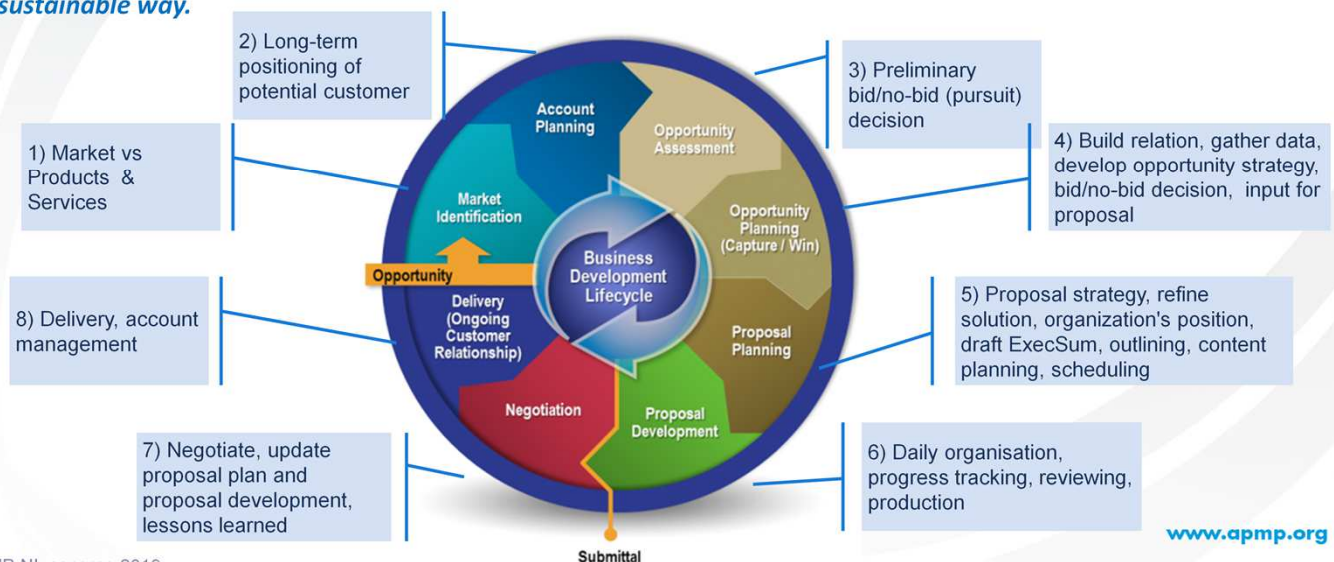 sustainable way.
2) Long-term
positioning of
potential customer
3) Preliminary
bid/no-bid (pursuit)
decision
1) Market vs
Products &
Services
4) Build relation, gather data,
develop opportunity strategy,
bid/no-bid decision, input for
proposal
Account
Planning
Opportunity
Assessment
Market
Identification
Opportunity
Planning
(Capture / Win)
Business
Development
Lifecycle
Opportunity
Delivery
(Ongoing
Customer
Relationship)
Proposal
Planning
Negotiation
Proposal
Development
8) Delivery, account
management
5) Proposal strategy, refine
solution, organization's position,
draft ExecSum, outlining, content
planning, scheduling
7) Negotiate, update
proposal plan and
proposal development,
lessons learned
6) Daily organisation,
progress tracking, reviewing,
production
www.apmp.org
Submittal